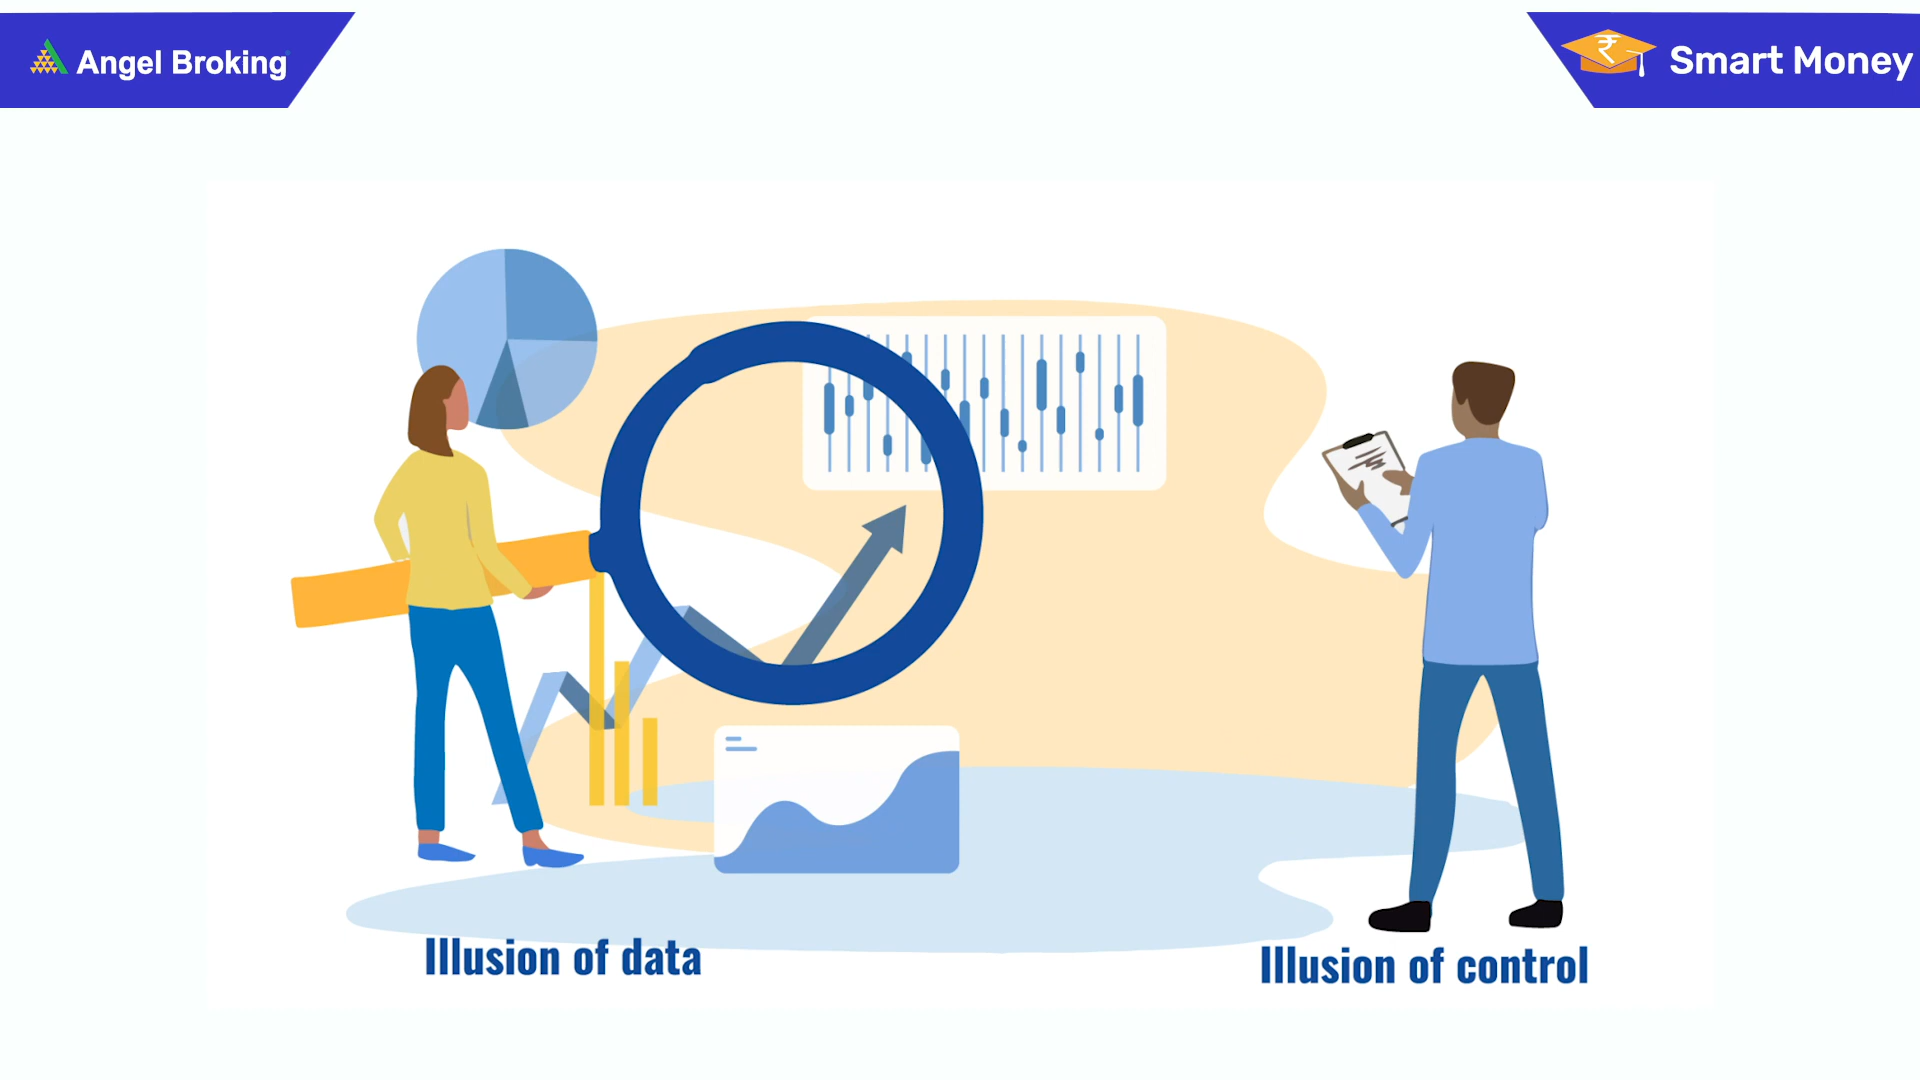 Angel Broking
Smart Money
Illusion of data
Illusion of control